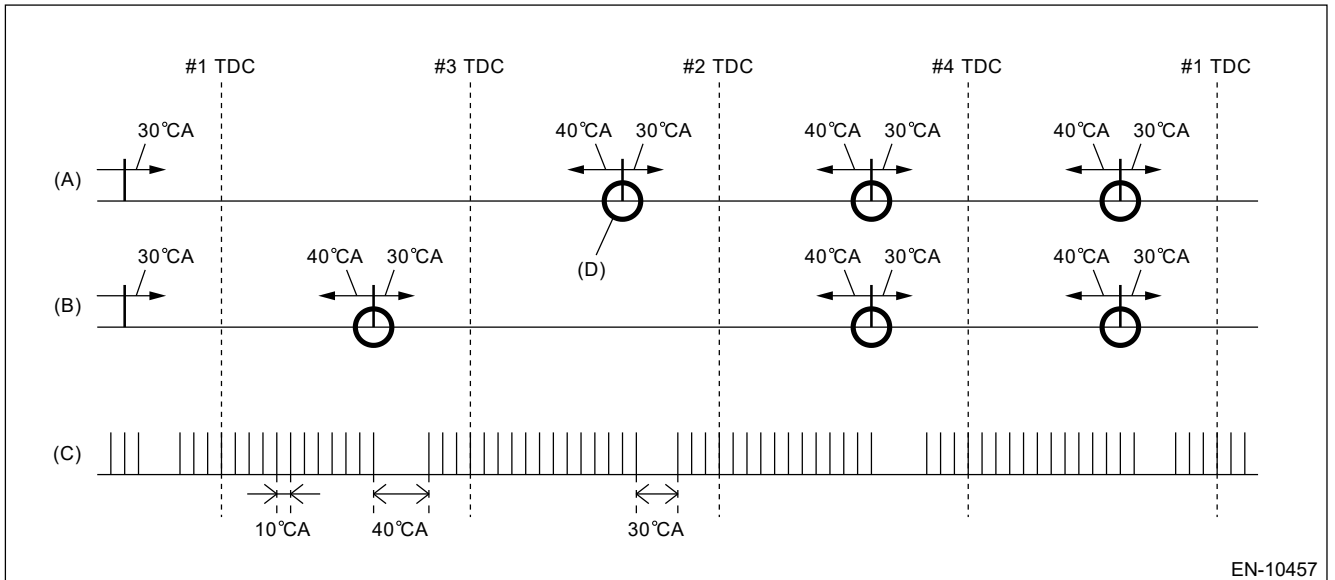 #1 TDC #3 TDC #2 TDC #4 TDC #1 TDC
30°CA 40°CA 30°CA 40°CA 30°CA 40°CA 30°CA
(A)
(D)
30°CA 40°CA 30°CA 40°CA 30°CA 40°CA 30°CA
(B)
(C)
10°CA 40°CA 30°CA
EN-10457